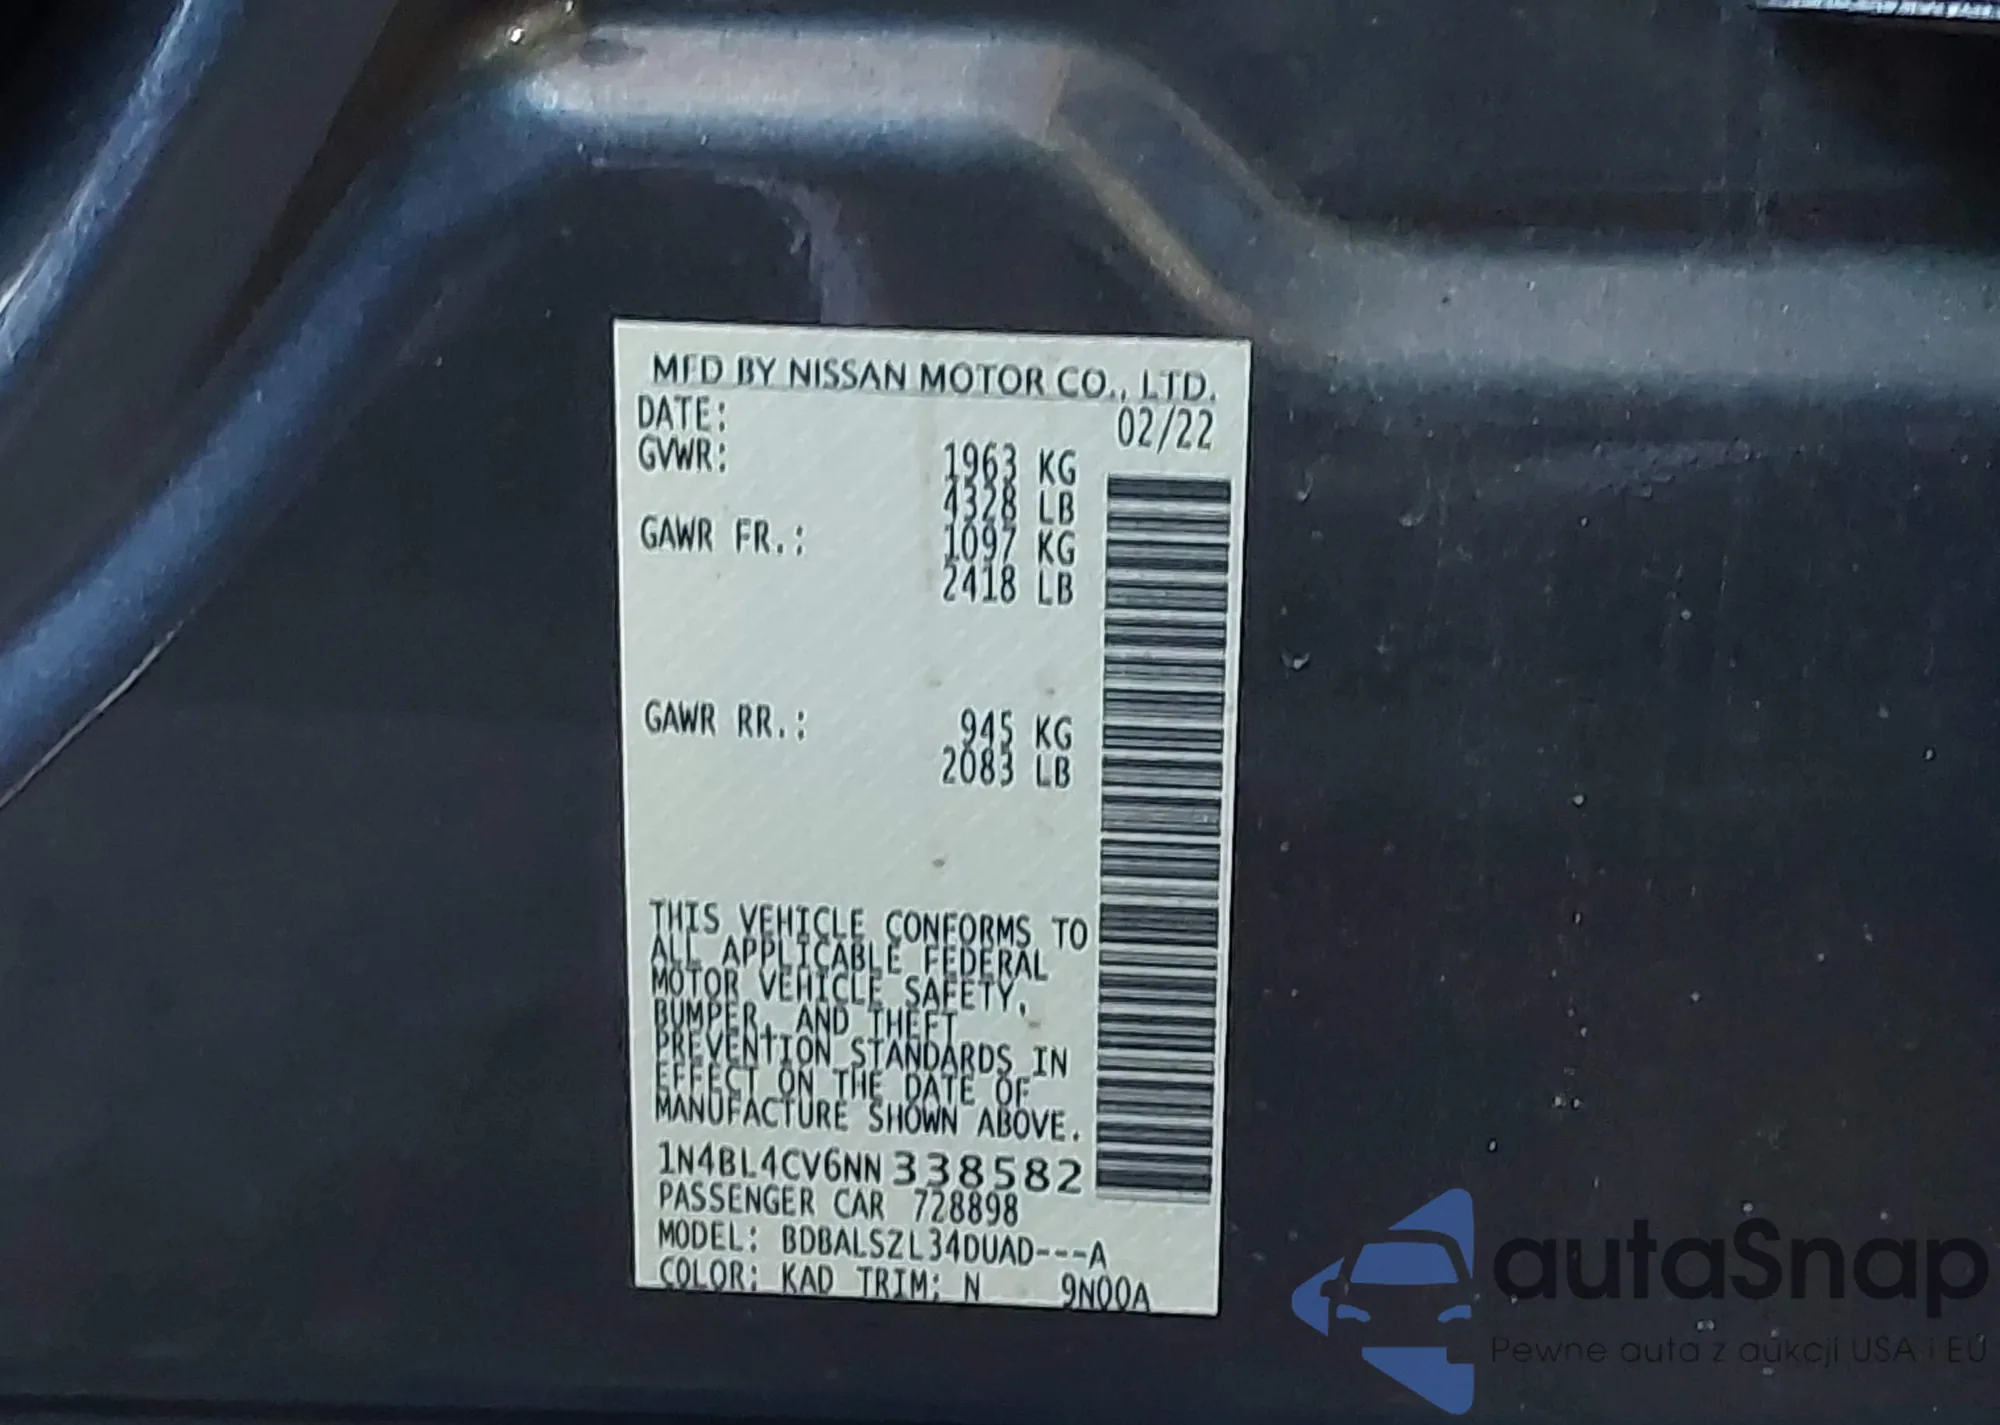 MFD BY NISSAN MOTOR CO., LTD.
DATE: 02/22
GVWR: 1963 KG
4328 LB
GAWR FR.: 1097 KG
2418 LB
GAWR RR.: 945 KG
2083 LB
THIS VEHICLE CONFORMS TO
ALL APPLICABLE FEDERAL
MOTOR VEHICLE SAFETY,
BUMPER, AND THEFT
PREVENTION STANDARDS IN
EFFECT ON THE DATE OF
MANUFACTURE SHOWN ABOVE.
1N4BL4CV6NN338582
PASSENGER CAR 728898
MODEL: BDBALSZL34DUAD---A
COLOR: KAD TRIM: N 9N00A
autoSnap
Pewne auta z aukcji USA i EU